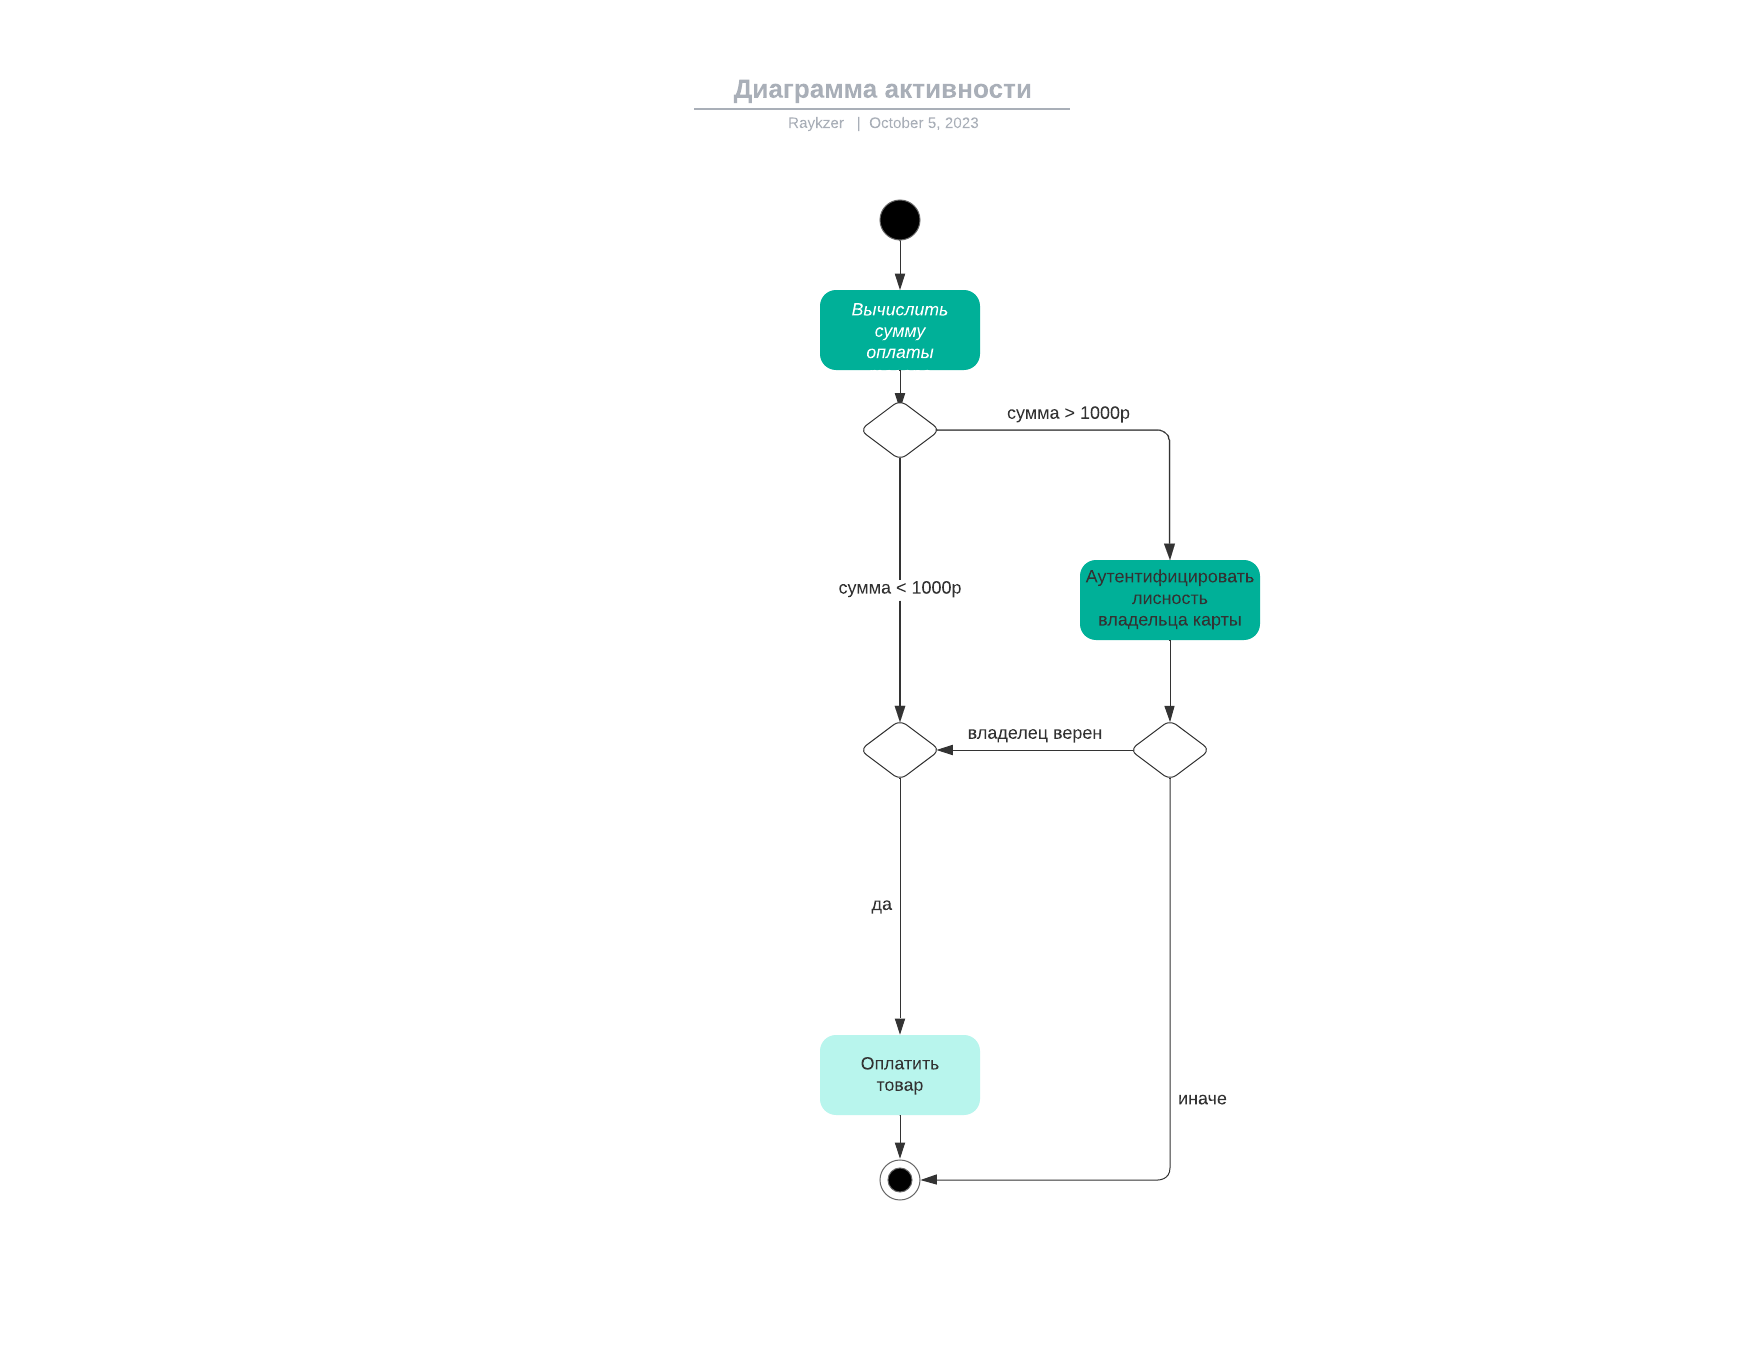 Диаграмма активности
Raykzer | October 5, 2023
Вычислить
сумму
оплаты
сумма > 1000р
Аутентифицировать
лисность
владельца карты
сумма < 1000р
владелец верен
да
Оплатить
товар
иначе